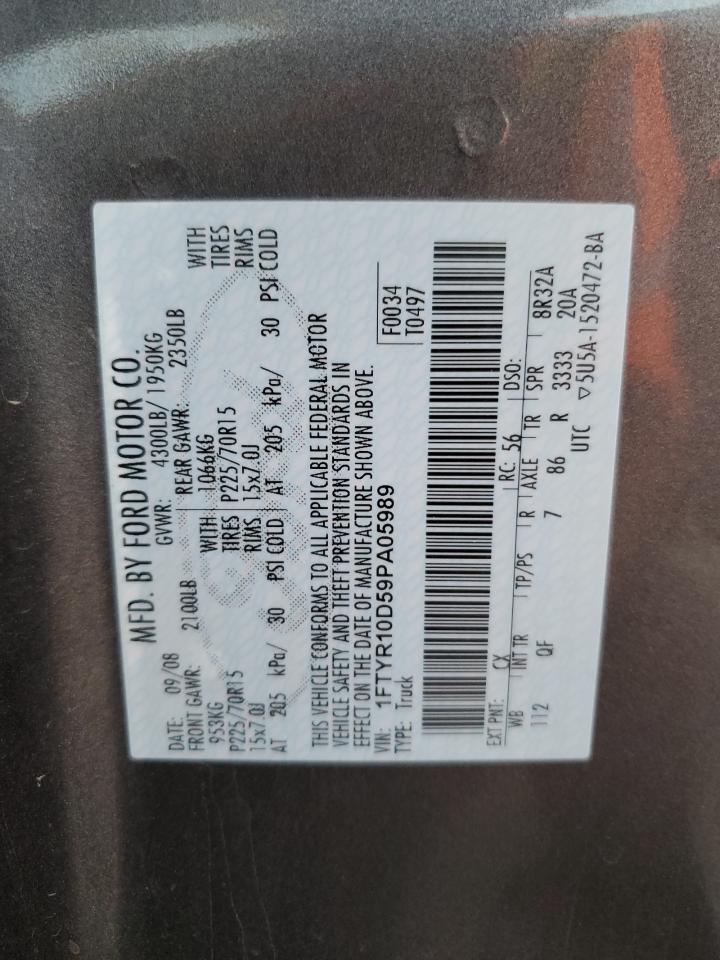 MFD. BY FORD MOTOR CO.
DATE: 09/08 GVWR: 4300LB/ 1950KG
FRONT GAWR: 2100LB REAR GAWR: 2350LB
953KG WITH 1066KG WITH
P225/70R15 TIRES P225/70R15 TIRES
15x7.0J RIMS 15x7.0J RIMS
AT 205 kPa/ 30 PSI COLD AT 205 kPa/ 30 PSI COLD
THIS VEHICLE CONFORMS TO ALL APPLICABLE FEDERAL MOTOR
VEHICLE SAFETY AND THEFT PREVENTION STANDARDS IN
EFFECT ON THE DATE OF MANUFACTURE SHOWN ABOVE.
VIN: 1FTYR10D59PA05989 F0034
TYPE: Truck T0497
EXT PNT: CX RC: 56 DSO:
WB INT TR TP/PS R AXLE TR SPR 8R32A
112 QF 7 86 R 3333 20A
UTC ▽5U5A-1520472-BA